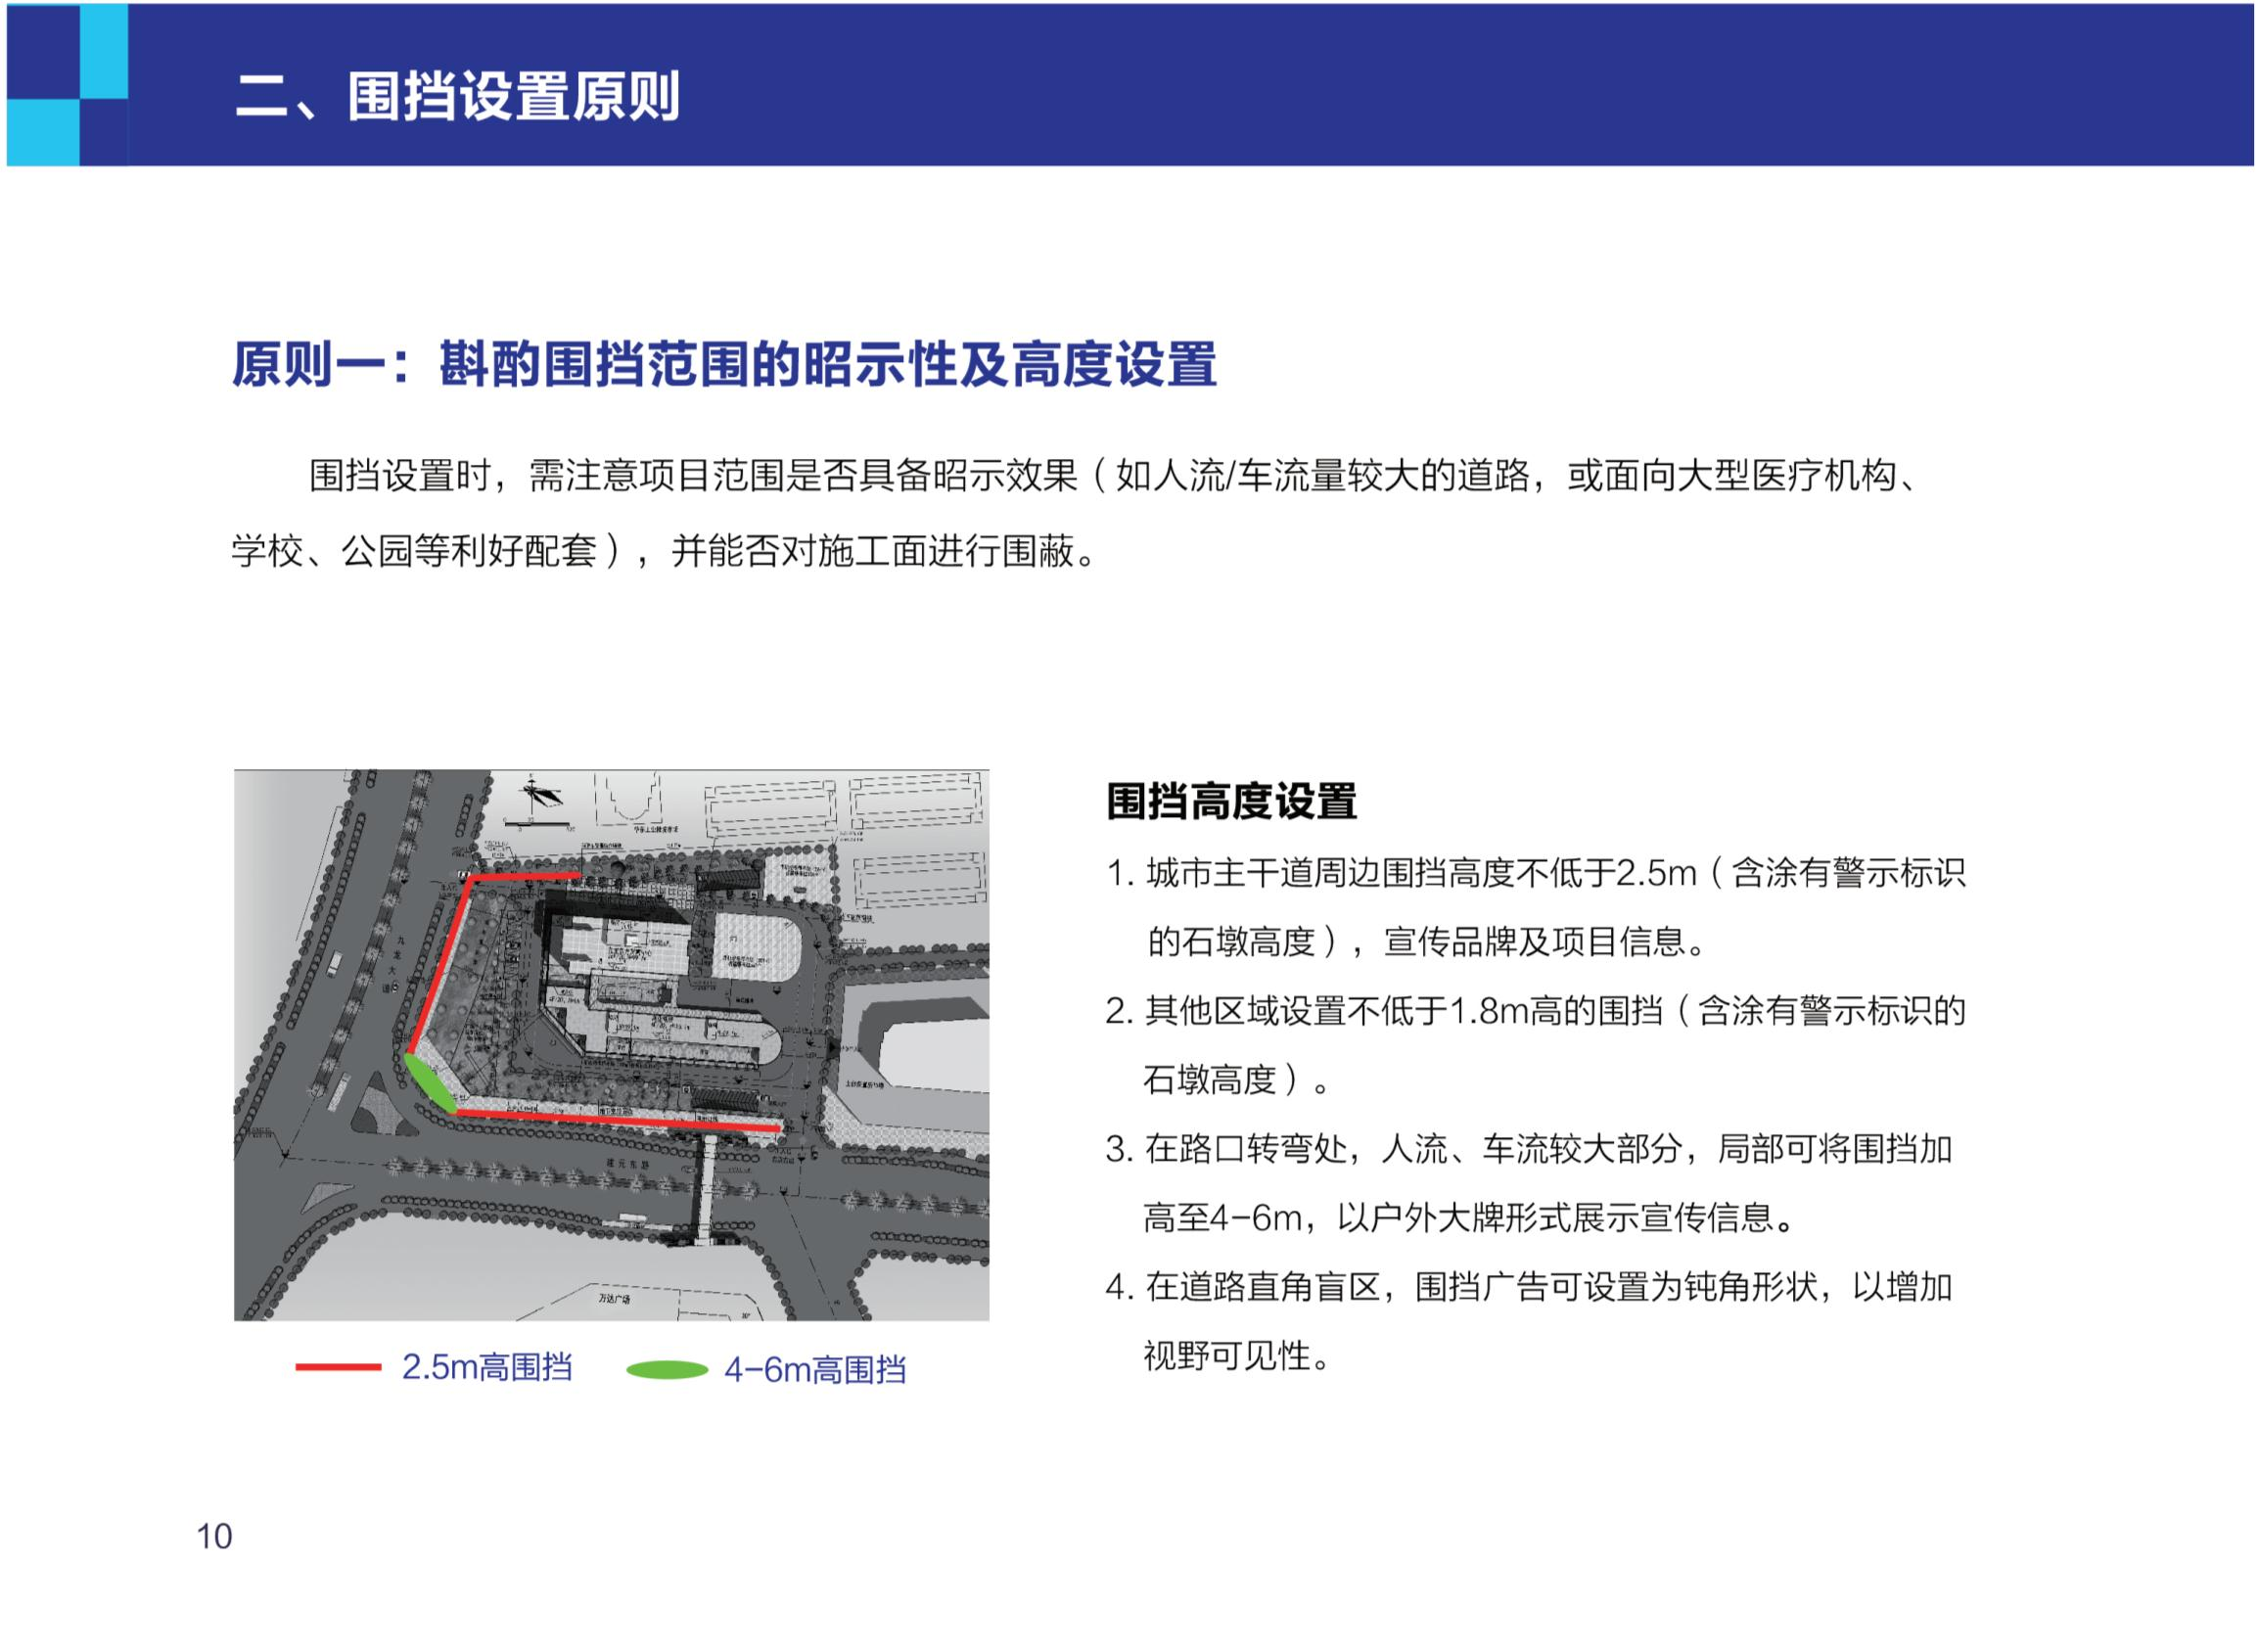 二、围挡设置原则
原则一：斟酌围挡范围的昭示性及高度设置
围挡设置时，需注意项目范围是否具备昭示效果（如人流/车流量较大的道路，或面向大型医疗机构、
学校、公园等利好配套），并能否对施工面进行围蔽。
九龙大道
建元东路
万达广场
2.5m高围挡
4-6m高围挡
围挡高度设置
1. 城市主干道周边围挡高度不低于2.5m（含涂有警示标识
的石墩高度），宣传品牌及项目信息。
2. 其他区域设置不低于1.8m高的围挡（含涂有警示标识的
石墩高度）。
3. 在路口转弯处，人流、车流较大部分，局部可将围挡加
高至4-6m，以户外大牌形式展示宣传信息。
4. 在道路直角盲区，围挡广告可设置为钝角形状，以增加
视野可见性。
10